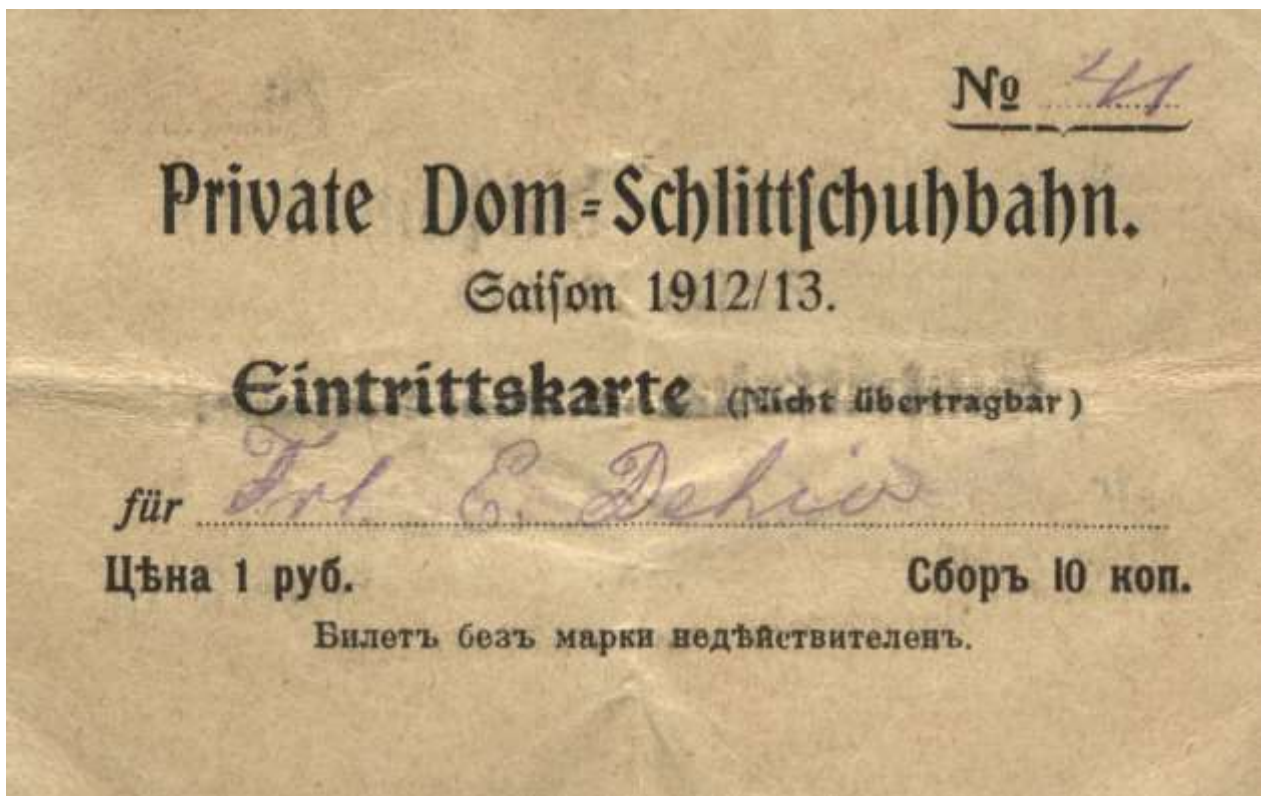 № 41
Private Dom-Schlittſchuhbahn.
Saiſon 1912/13.
Eintrittskarte (Nicht übertragbar)
für Frl E. Dehio
Цѣна 1 руб. Сборъ 10 коп.
Билетъ безъ марки недѣйствителенъ.